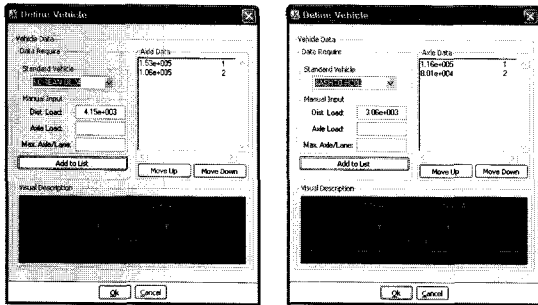 Define Vehicle
Vehicle Data
Data Require
Standard Vehicle
Manual Input
Dist. Load: 4.15e+003
Axle Load:
Max. Axle/Lane:
Add to List
Axle Data
1.53e+005 1
1.06e+005 2
Move Up Move Down
Visual Description
Ok Cancel
Define Vehicle
Vehicle Data
Data Require
Standard Vehicle
Manual Input
Dist. Load: 3.06e+003
Axle Load:
Max. Axle/Lane:
Add to List
Axle Data
1.16e+005 1
8.01e+004 2
Move Up Move Down
Visual Description
Ok Cancel